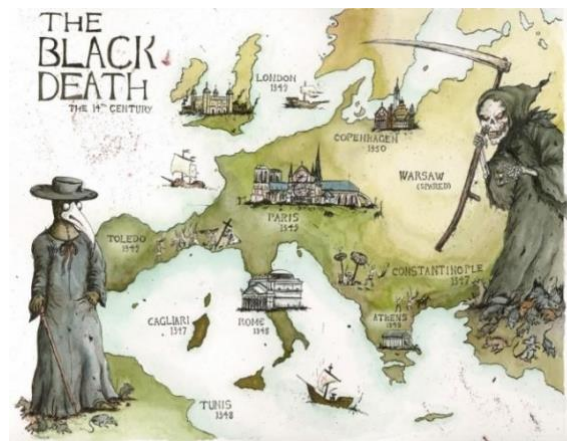 THE
BLACK
DEATH
THE 14TH CENTURY
LONDON
1349
COPENHAGEN
1350
WARSAW
(SPARED)
PARIS
1349
TOLEDO
1349
CONSTANTINOPLE
1347
CAGLIARI
1347
ROME
1348
ATHENS
1348
TUNIS
1348